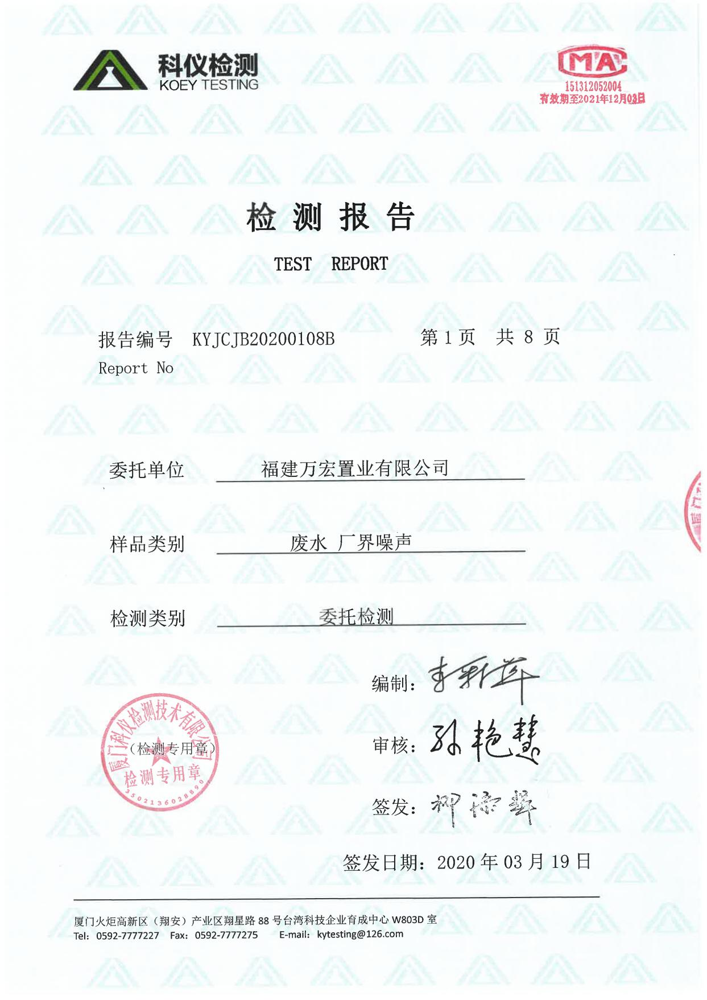 科仪检测
KOEY TESTING
MA
151312052004
有效期至2021年12月03日
检测报告
TEST REPORT
报告编号 KYJCJB20200108B 第1页 共 8 页
Report No
委托单位 福建万宏置业有限公司
样品类别 废水 厂界噪声
检测类别 委托检测
编制：
审核：孙艳慧
签发：柳添辉
厦门科仪检测技术有限公司
（检测专用章）
检测专用章
3502136028890
签发日期：2020 年 03 月 19 日
厦门火炬高新区（翔安）产业区翔星路 88 号台湾科技企业育成中心 W803D 室
Tel：0592-7777227 Fax：0592-7777275 E-mail：kytesting@126.com